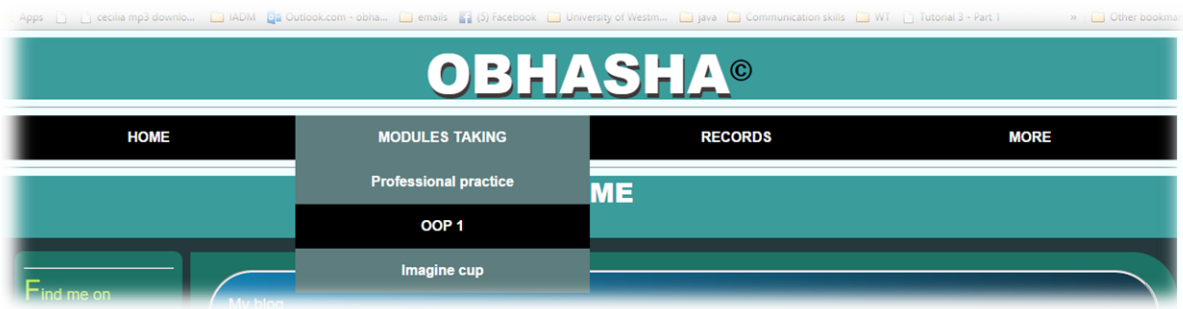 Apps cecilia mp3 downlo... IADM Outlook.com - obha... emails (5) Facebook University of Westm... java Communication skills WT Tutorial 3 - Part 1 » Other bookmar
OBHASHA©
HOME MODULES TAKING RECORDS MORE
Professional practice
ME
OOP 1
Imagine cup
Find me on
My blog